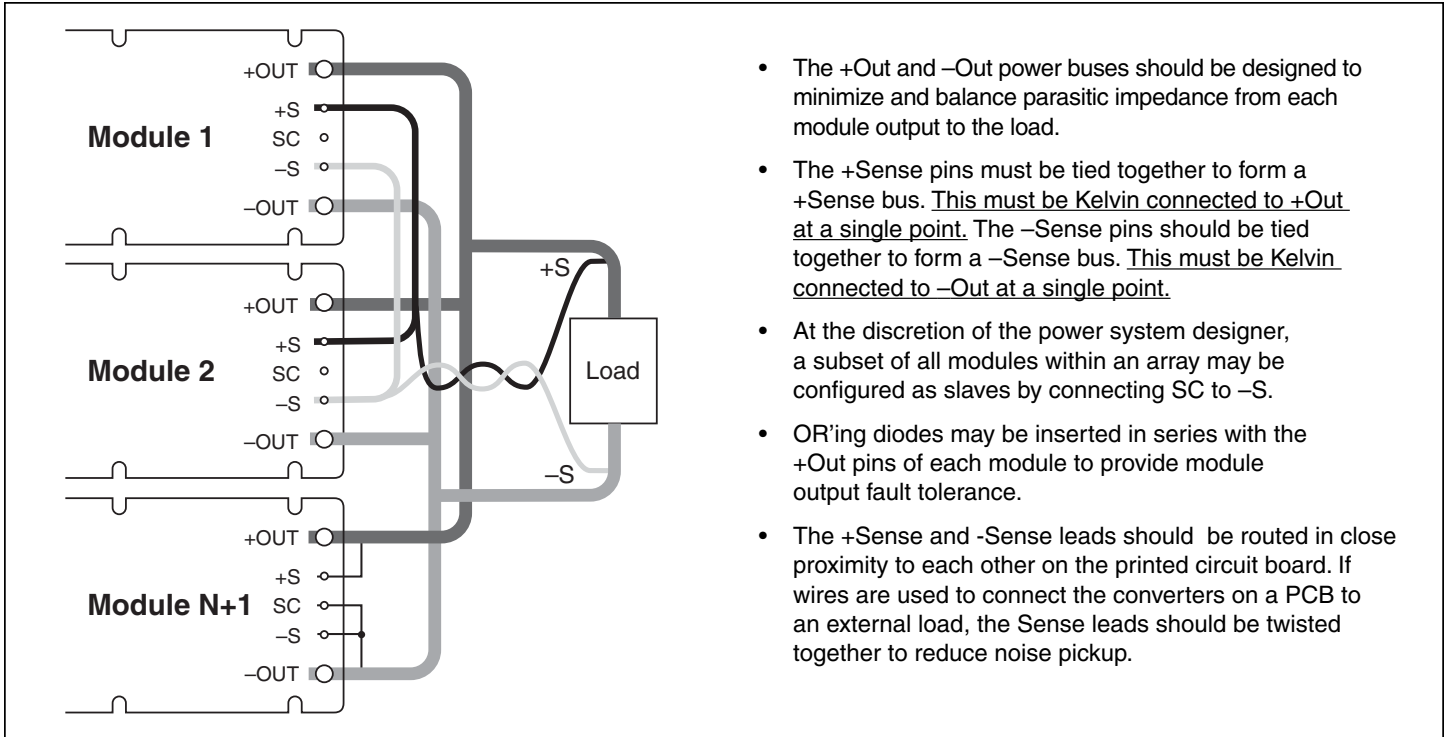 +OUT
+S
Module 1
SC
–S
–OUT
+OUT
+S
Module 2
SC
–S
–OUT
+OUT
+S
Module N+1
SC
–S
–OUT
+S
Load
–S
• The +Out and –Out power buses should be designed to
minimize and balance parasitic impedance from each
module output to the load.
• The +Sense pins must be tied together to form a
+Sense bus. This must be Kelvin connected to +Out
at a single point. The –Sense pins should be tied
together to form a –Sense bus. This must be Kelvin
connected to –Out at a single point.
• At the discretion of the power system designer,
a subset of all modules within an array may be
configured as slaves by connecting SC to –S.
• OR'ing diodes may be inserted in series with the
+Out pins of each module to provide module
output fault tolerance.
• The +Sense and -Sense leads should be routed in close
proximity to each other on the printed circuit board. If
wires are used to connect the converters on a PCB to
an external load, the Sense leads should be twisted
together to reduce noise pickup.